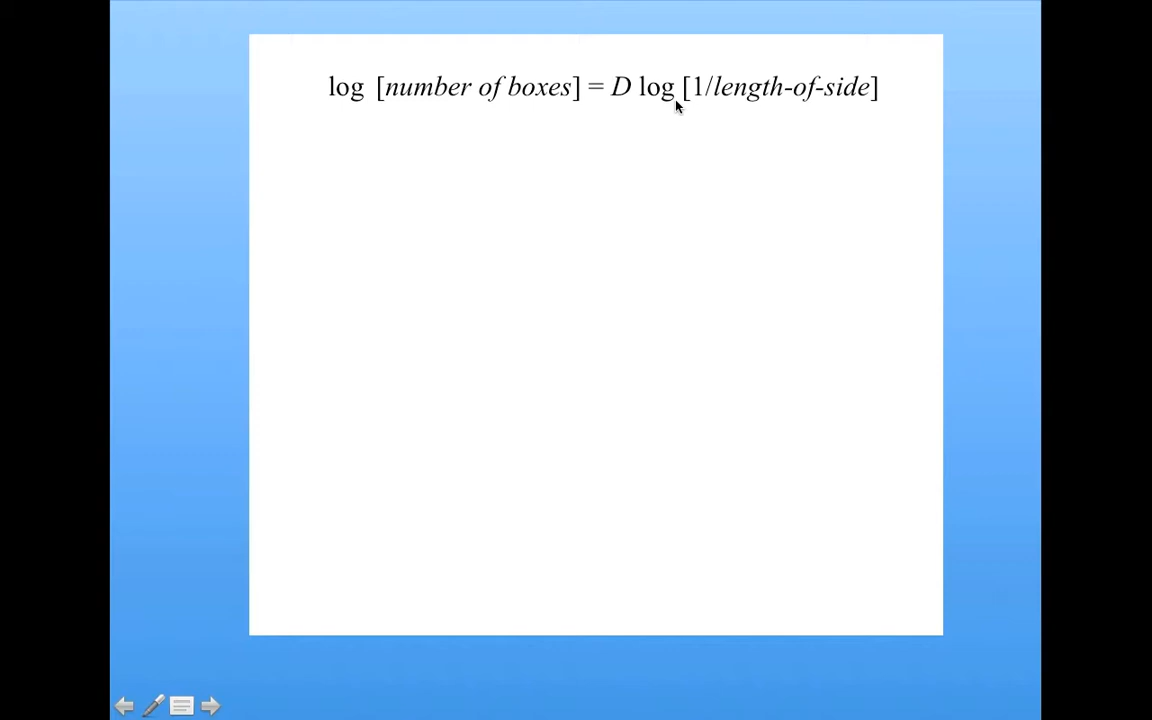 log [number of boxes] = D log [1/length-of-side]